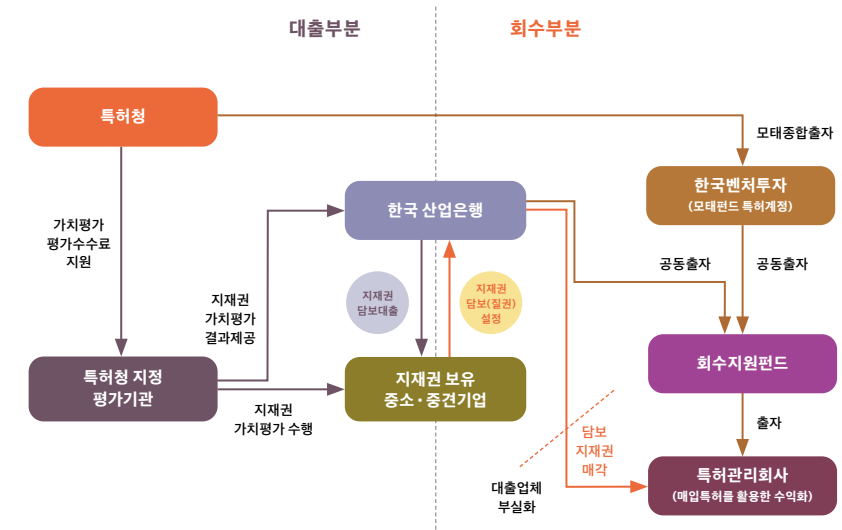 대출부분
회수부분
특허청
모태종합출자
한국벤처투자
(모태펀드 특허계정)
한국 산업은행
가치평가
평가수수료
지원
공동출자
공동출자
지재권
담보대출
지재권
담보(질권)
설정
지재권
가치평가
결과제공
회수지원펀드
특허청 지정
평가기관
지재권 보유
중소 · 중견기업
지재권
가치평가 수행
출자
담보
지재권
매각
대출업체
부실화
특허관리회사
(매입특허를 활용한 수익화)